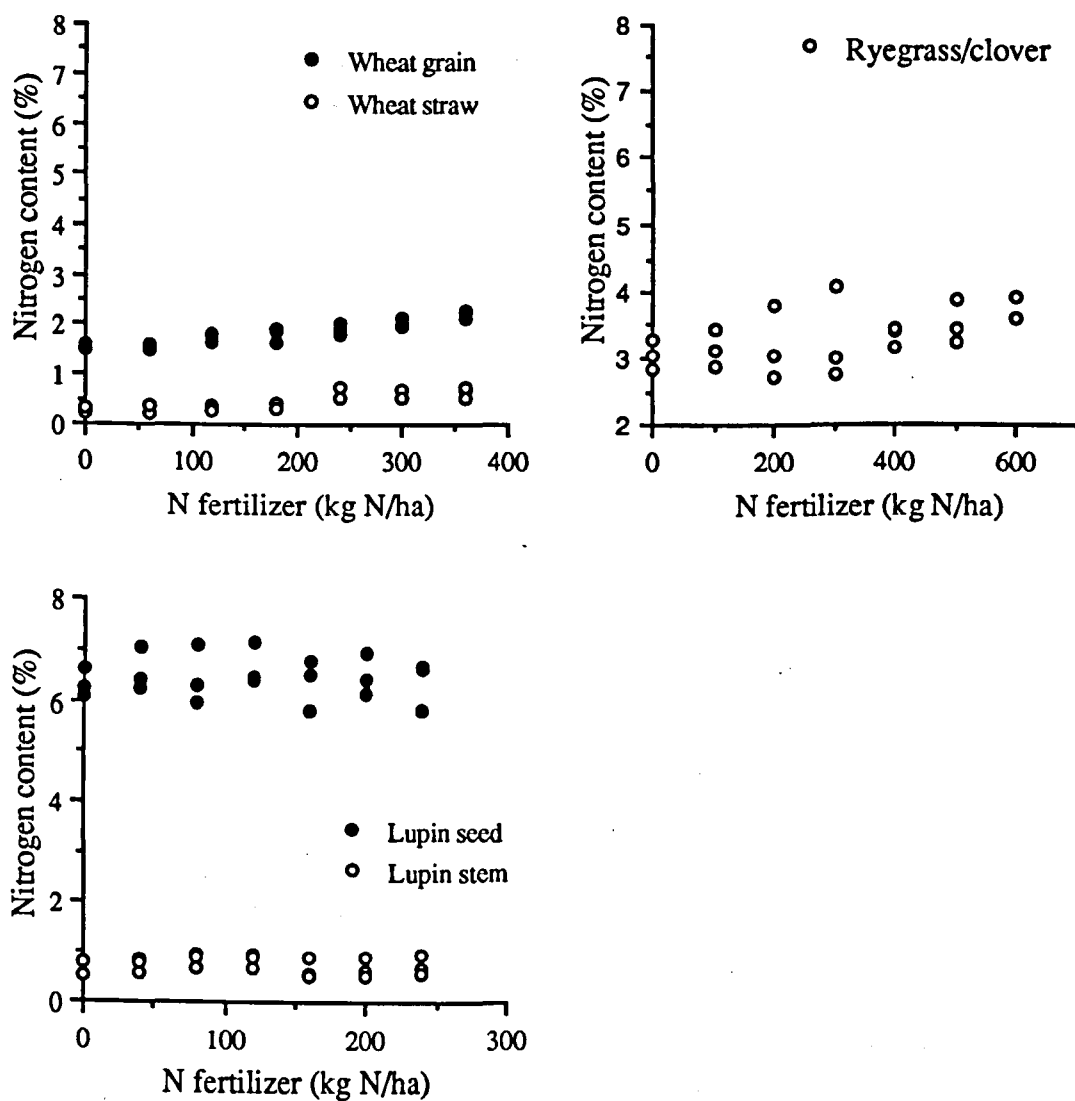 Nitrogen content (%)
8
7
6
5
4
3
2
1
0
0 100 200 300 400
N fertilizer (kg N/ha)
Wheat grain
Wheat straw
Nitrogen content (%)
8
7
6
5
4
3
2
0 200 400 600
N fertilizer (kg N/ha)
Ryegrass/clover
Nitrogen content (%)
8
6
4
2
0
0 100 200 300
N fertilizer (kg N/ha)
Lupin seed
Lupin stem